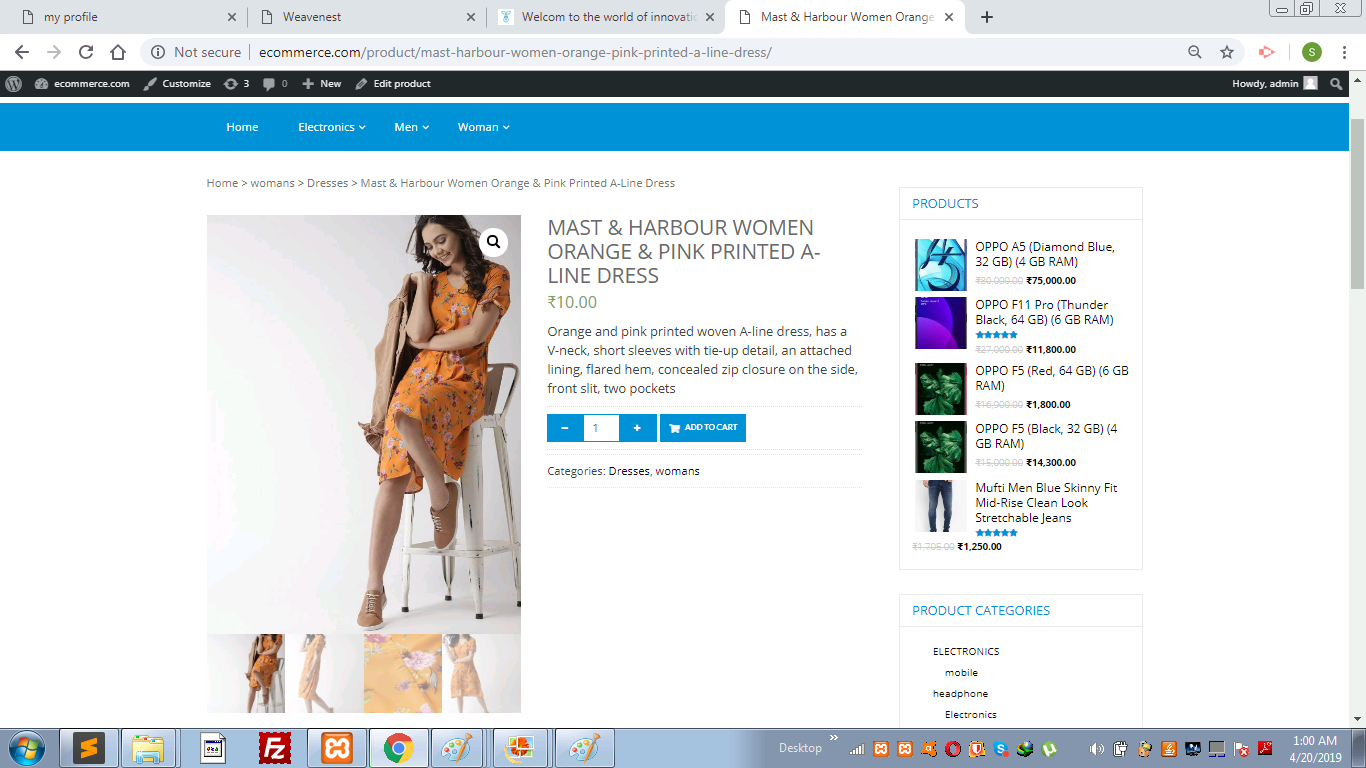 my profile
Weavenest
Welcom to the world of innovati
Mast & Harbour Women Orange
Not secure
ecommerce.com/product/mast-harbour-women-orange-pink-printed-a-line-dress/
S
ecommerce.com
Customize
3
0
New
Edit product
Howdy, admin
Home
Electronics
Men
Woman
Home > womans > Dresses > Mast & Harbour Women Orange & Pink Printed A-Line Dress
MAST & HARBOUR WOMEN
ORANGE & PINK PRINTED A-
LINE DRESS
₹10.00
Orange and pink printed woven A-line dress, has a
V-neck, short sleeves with tie-up detail, an attached
lining, flared hem, concealed zip closure on the side,
front slit, two pockets
− 1 +
ADD TO CART
Categories: Dresses, womans
PRODUCTS
OPPO A5 (Diamond Blue,
32 GB) (4 GB RAM)
₹80,000.00 ₹75,000.00
OPPO F11 Pro (Thunder
Black, 64 GB) (6 GB RAM)
₹27,000.00 ₹11,800.00
OPPO F5 (Red, 64 GB) (6 GB
RAM)
₹16,000.00 ₹1,800.00
OPPO F5 (Black, 32 GB) (4
GB RAM)
₹15,000.00 ₹14,300.00
Mufti Men Blue Skinny Fit
Mid-Rise Clean Look
Stretchable Jeans
₹1,705.00 ₹1,250.00
PRODUCT CATEGORIES
ELECTRONICS
mobile
headphone
Electronics
Desktop
1:00 AM
4/20/2019